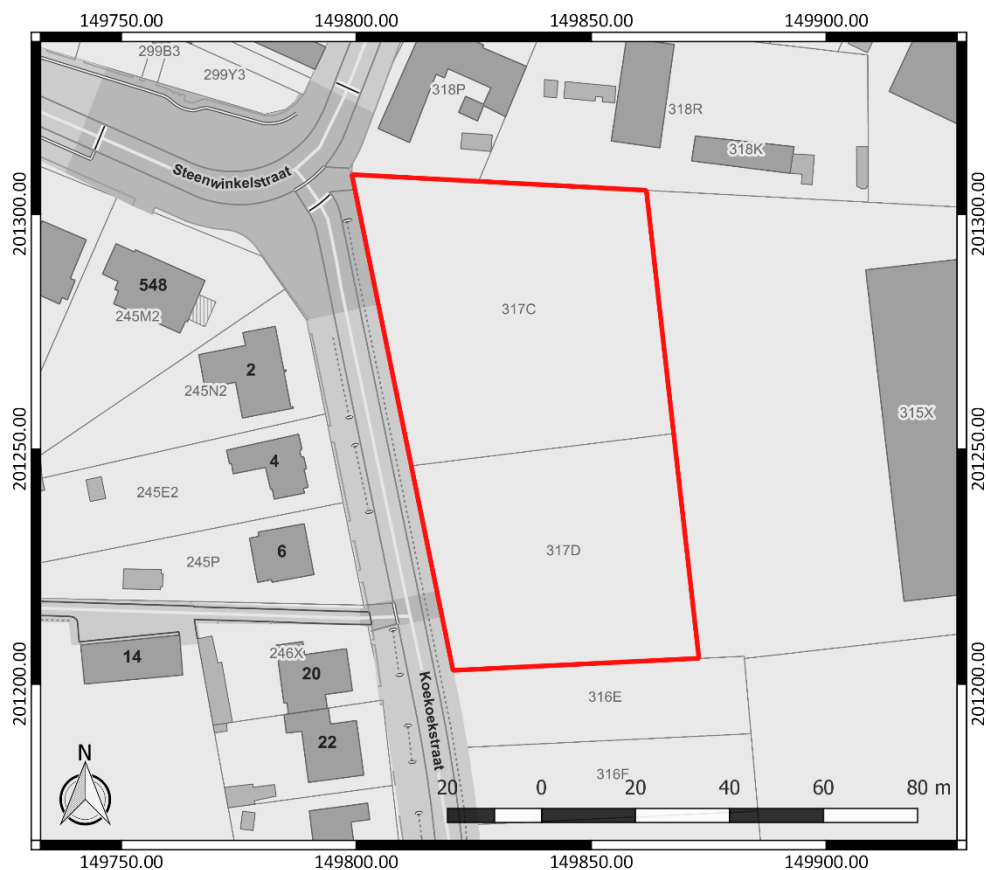 149750.00 149800.00 149850.00 149900.00
299B3
299Y3
318P
318R
318K
Steenwinkelstraat
201300.00 201300.00
548
245M2
317C
2
245N2
315X
201250.00 201250.00
4
245E2
317D
6
245P
14
246X
20
201200.00 201200.00
316E
Koekoekstraat
22
N
316F
20 0 20 40 60 80 m
149750.00 149800.00 149850.00 149900.00